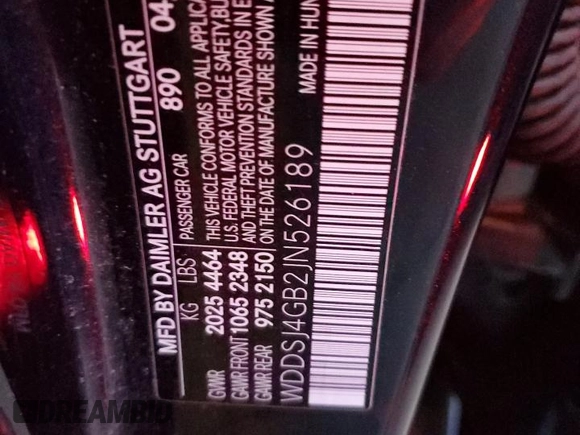 MFD BY DAIMLER AG STUTTGART
890 04
KG LBS PASSENGER CAR
GVWR 2025 4464 THIS VEHICLE CONFORMS TO ALL APPLICA
GAWR FRONT 1065 2348 U.S. FEDERAL MOTOR VEHICLE SAFETY, BU
GAWR REAR 975 2150 AND THEFT PREVENTION STANDARDS IN E
ON THE DATE OF MANUFACTURE SHOWN A
WDDSJ4GB2JN526189 MADE IN HUN
DREAMBID